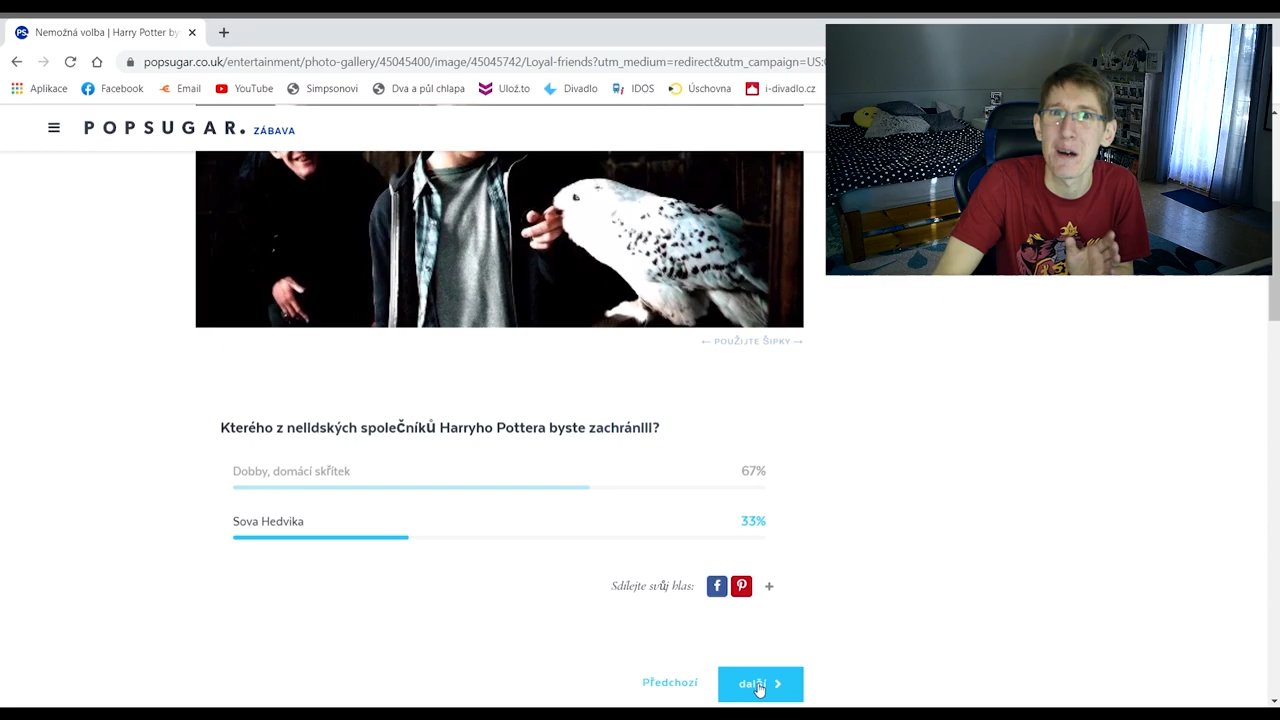 Nemožná volba | Harry Potter by
popsugar.co.uk/entertainment/photo-gallery/45045400/image/45045742/Loyal-friends?utm_medium=redirect&utm_campaign=US:
Aplikace Facebook Email YouTube Simpsonovi Dva a půl chlapa Ulož.to Divadlo IDOS Úschovna i-divadlo.cz
POPSUGAR. ZÁBAVA
← POUŽIJTE ŠIPKY →
Kterého z nelldských společníků Harryho Pottera byste zachránlll?
Dobby, domácí skřítek 67%
Sova Hedvika 33%
Sdílejte svůj hlas:
Předchozí další